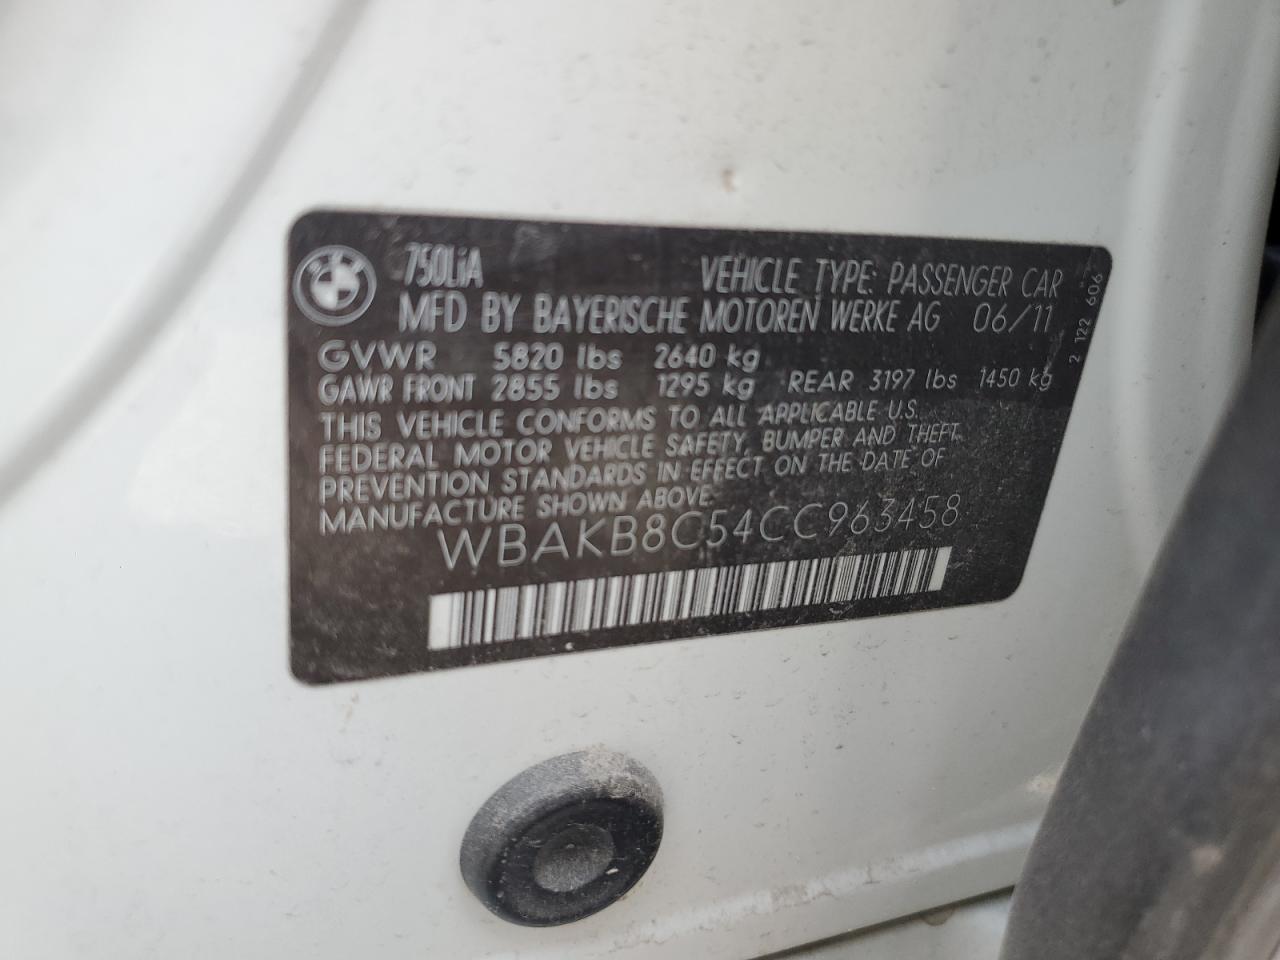 750LiA
VEHICLE TYPE: PASSENGER CAR
MFD BY BAYERISCHE MOTOREN WERKE AG 06/11
GVWR 5820 lbs 2640 kg
GAWR FRONT 2855 lbs 1295 kg REAR 3197 lbs 1450 kg
THIS VEHICLE CONFORMS TO ALL APPLICABLE U.S.
FEDERAL MOTOR VEHICLE SAFETY, BUMPER AND THEFT
PREVENTION STANDARDS IN EFFECT ON THE DATE OF
MANUFACTURE SHOWN ABOVE:
WBAKB8C54CC963458
2 122 606